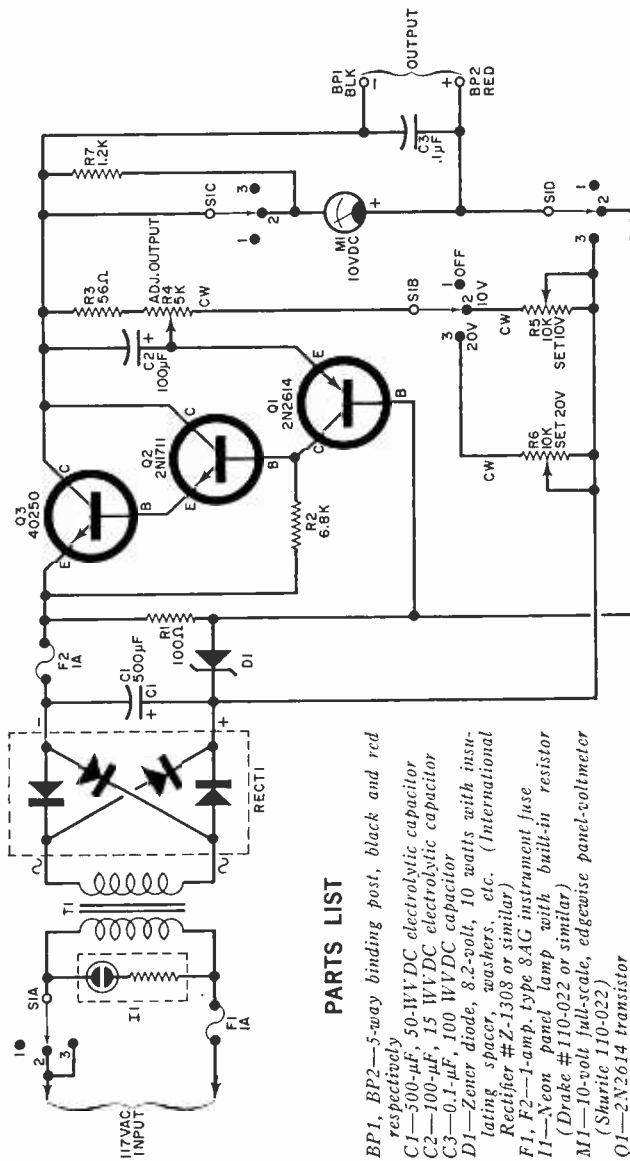 117VAC
INPUT
1
2
3
S1A
I1
F1
1A
T1
RECT1
-
+
F2
1A
C1
500µF
+ C1
R1
100Ω
D1
Q3
40250
E
C
B
Q2
2N1711
E
C
B
R2
6.8K
Q1
2N2614
E
C
B
C2
100µF
+
R3
56Ω
ADJ. OUTPUT
R4
5K
CW
S1B
1 OFF
2
10V
3
20V
CW
R5
10K
SET 10V
CW
R6
10K
SET 20V
R7
1.2K
S1C
1
2
3
M1
10VDC
+
S1D
1
2
3
C3
.1µF
BP1
BLK
-
OUTPUT
+
BP2
RED
PARTS LIST
BP1, BP2—5-way binding post, black and red
respectively
C1—500-µF, 50-WVDC electrolytic capacitor
C2—100-µF, 15 WVDC electrolytic capacitor
C3—0.1-µF, 100 WVDC capacitor
D1—Zener diode, 8.2-volt, 10 watts with insu-
lating spacer, washers, etc. (International
Rectifier #Z-1308 or similar)
F1, F2—1-amp. type 8AG instrument fuse
I1—Neon panel lamp with built-in resistor
(Drake #110-022 or similar)
M1—10-volt full-scale, edgewise panel-voltmeter
(Shurite 110-022)
Q1—2N2614 transistor